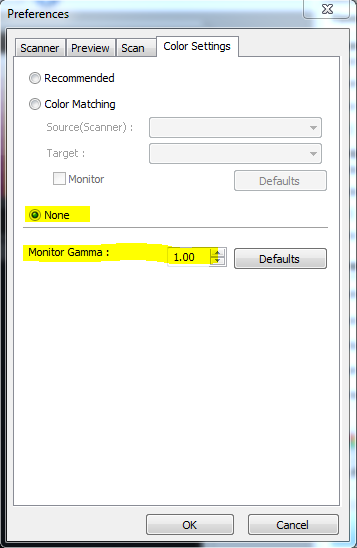 Preferences
Scanner Preview Scan Color Settings
Recommended
Color Matching
Source(Scanner) :
Target :
Monitor Defaults
None
Monitor Gamma : 1.00 Defaults
OK Cancel